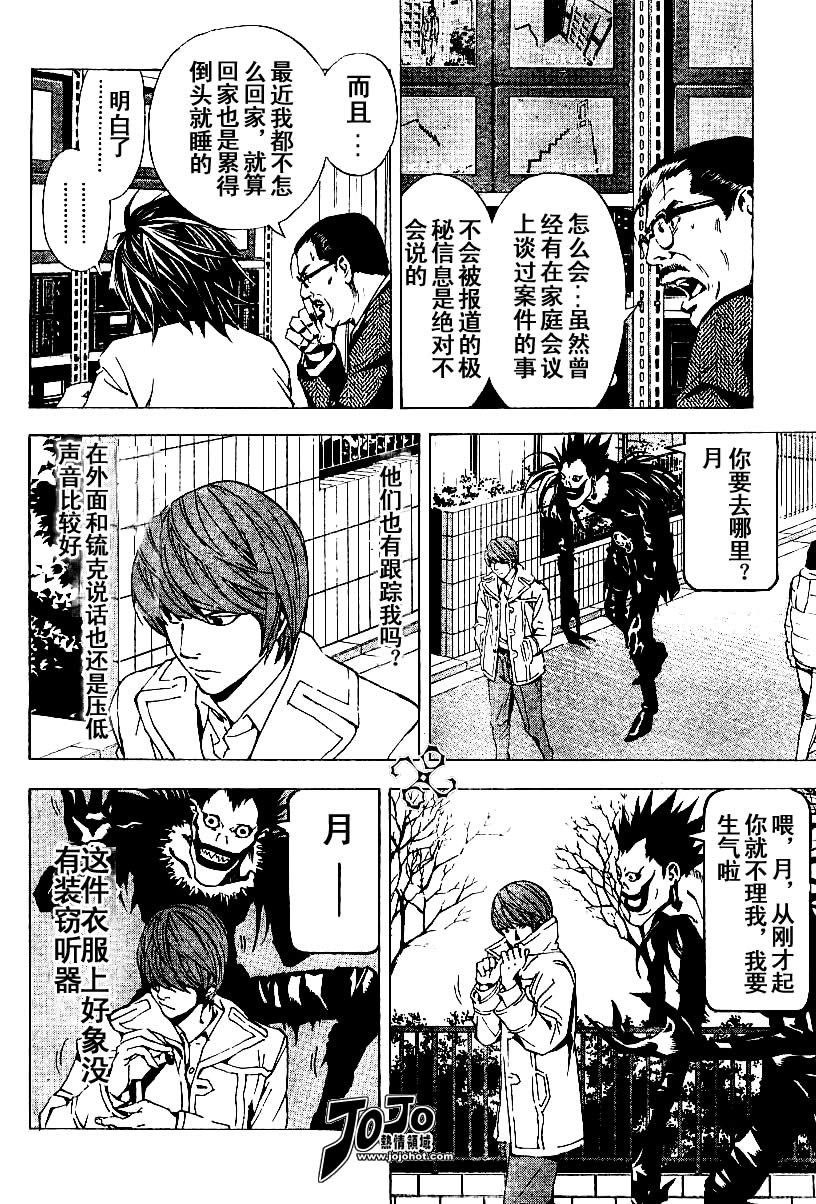 怎么会…虽然曾
经有在家庭会议
上谈过案件的事
不会被报道的极
秘信息是绝对不
会说的
而且…
最近我都不怎
么回家，就算
回家也是累得
倒头就睡的
………
明白了
………
你要去哪里？
月
他们也有跟踪我吗？
在外面和硫克说话也还是压低
声音比较好
喂，月，从刚才起
你就不理我，我要
生气啦
月——
这件衣服上好象没
有装窃听器
JOJO
熱情領域
www.jojohot.com